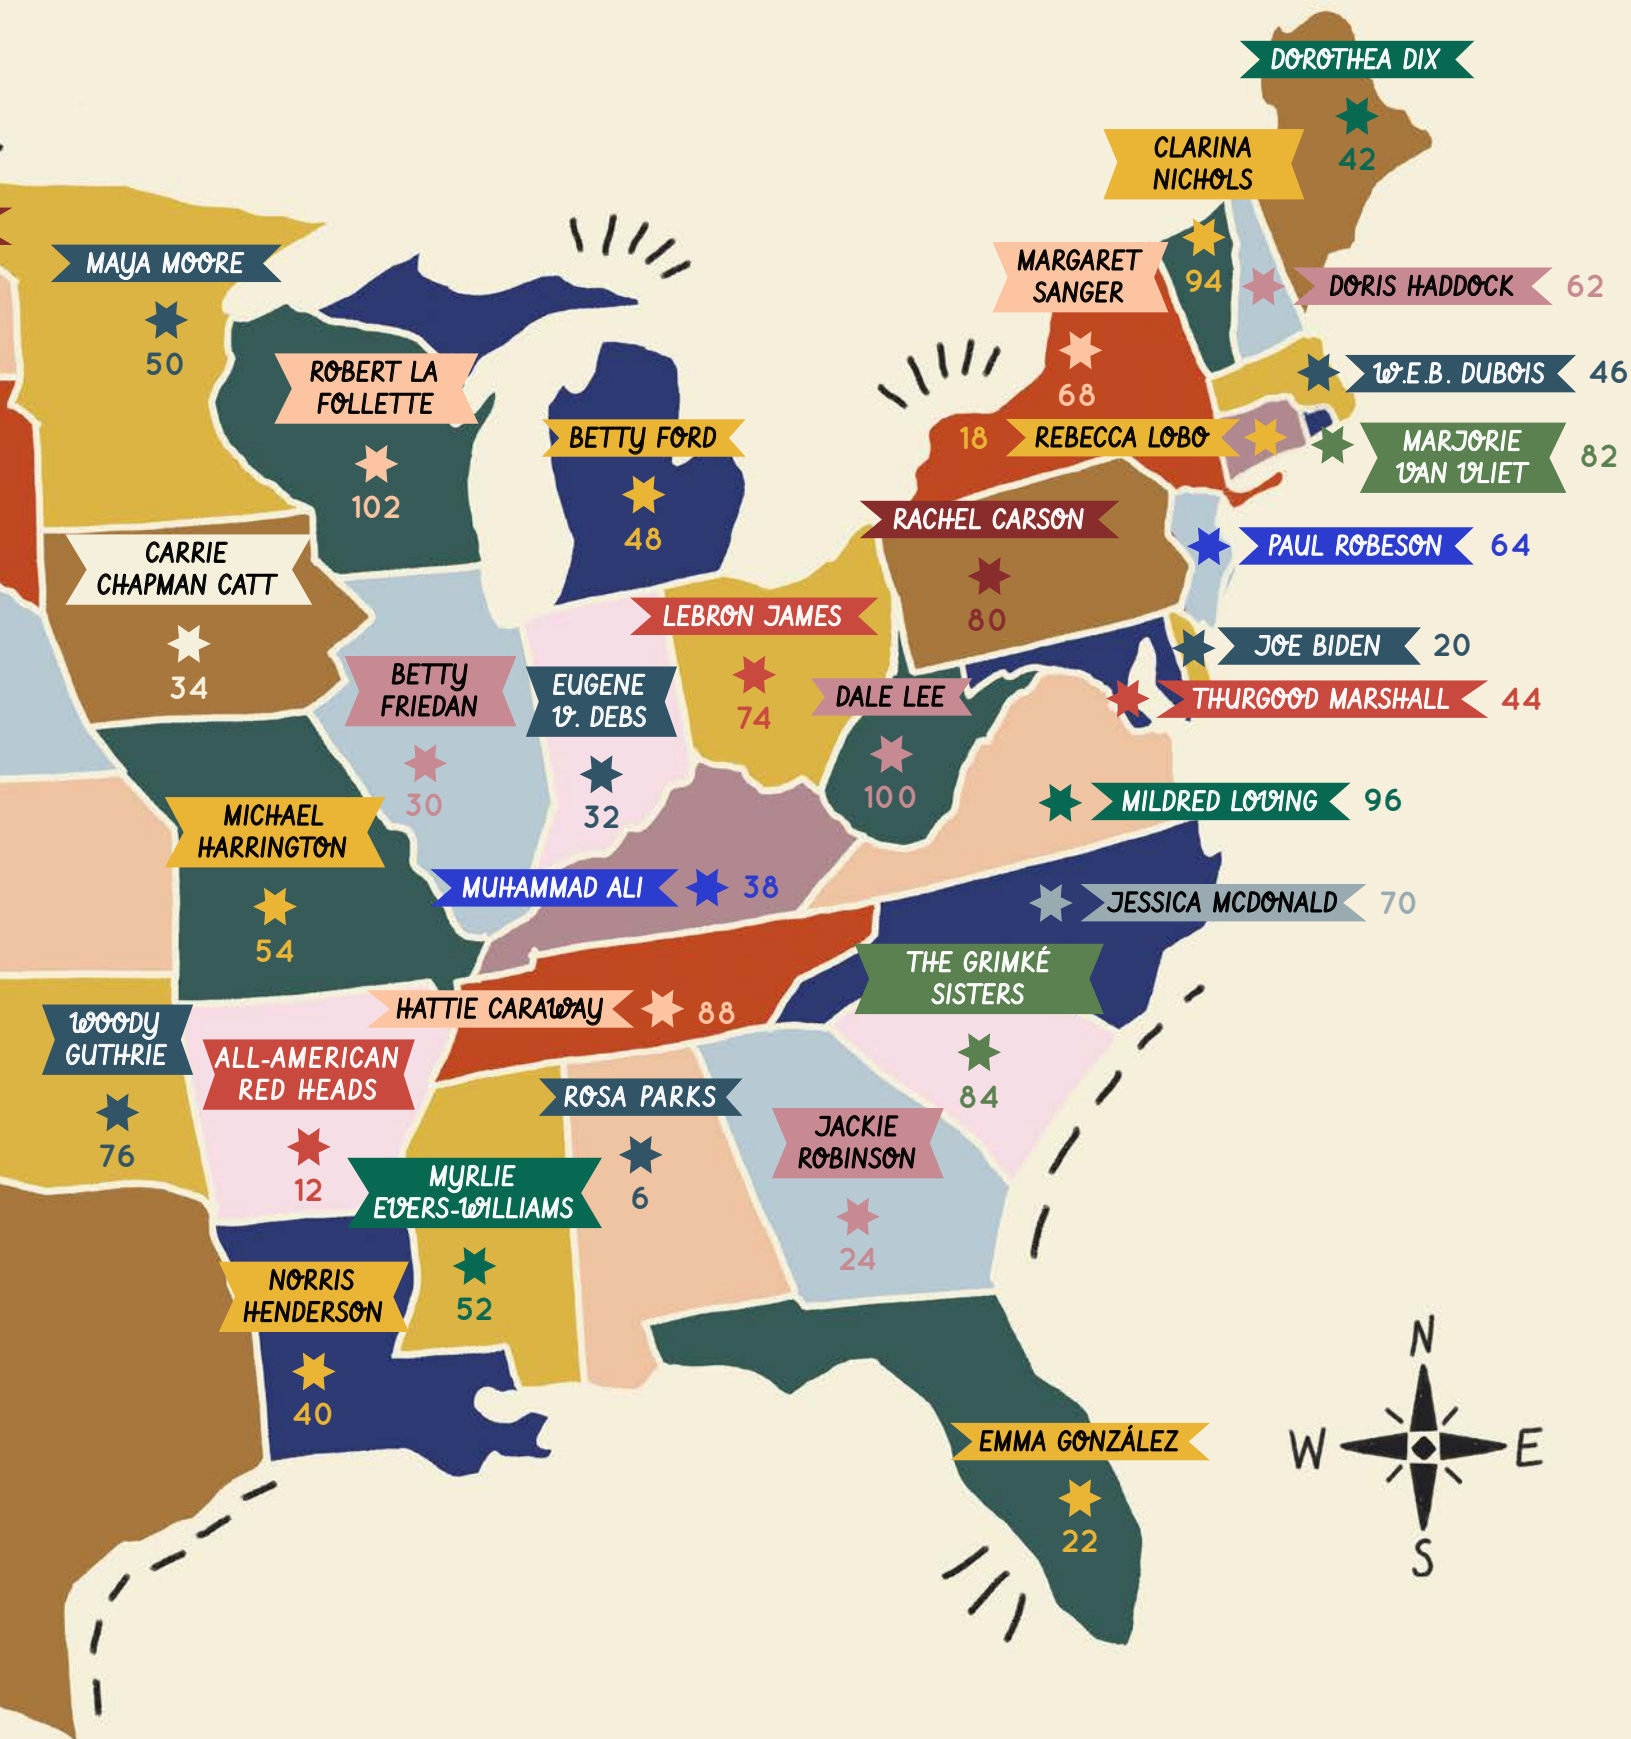 DOROTHEA DIX
42
CLARINA
NICHOLS
94
MAYA MOORE
50
MARGARET
SANGER
68
DORIS HADDOCK 62
ROBERT LA
FOLLETTE
102
W.E.B. DUBOIS 46
BETTY FORD
48
18 REBECCA LOBO
MARJORIE
VAN VLIET
82
RACHEL CARSON
80
PAUL ROBESON 64
CARRIE
CHAPMAN CATT
34
LEBRON JAMES
74
JOE BIDEN 20
BETTY
FRIEDAN
30
EUGENE
V. DEBS
32
DALE LEE
100
THURGOOD MARSHALL 44
MICHAEL
HARRINGTON
54
MILDRED LOVING 96
MUHAMMAD ALI 38
JESSICA MCDONALD 70
THE GRIMKÉ
SISTERS
84
HATTIE CARAWAY 88
WOODY
GUTHRIE
76
ALL-AMERICAN
RED HEADS
12
ROSA PARKS
6
JACKIE
ROBINSON
24
MYRLIE
EVERS-WILLIAMS
52
NORRIS
HENDERSON
40
EMMA GONZÁLEZ
22
N
W E
S